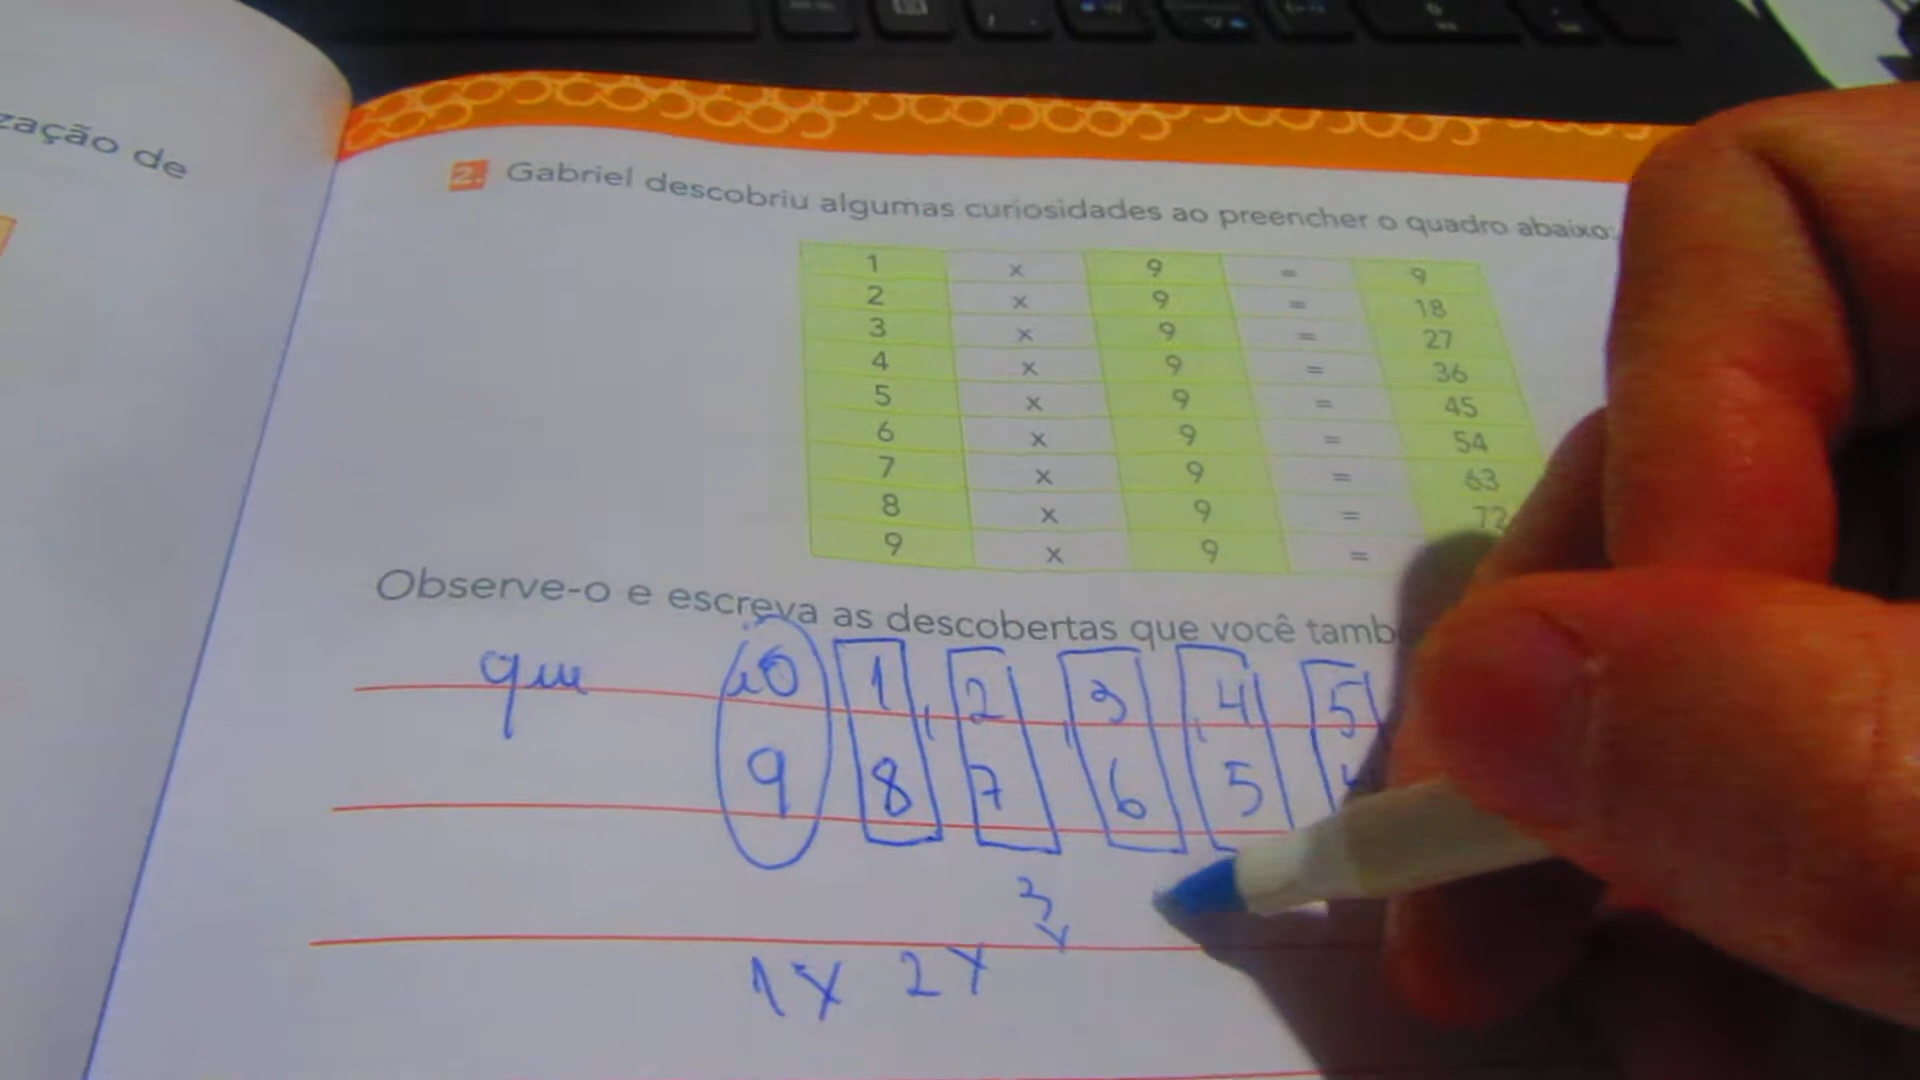 zação de
2. Gabriel descobriu algumas curiosidades ao preencher o quadro abaixo:
1 x 9 = 9
2 x 9 = 18
3 x 9 = 27
4 x 9 = 36
5 x 9 = 45
6 x 9 = 54
7 x 9 = 63
8 x 9 = 72
9 x 9 =
Observe-o e escreva as descobertas que você tamb
que 0 1, 2, 3, 4 5
9 8 7 6 5
3
1x 2x